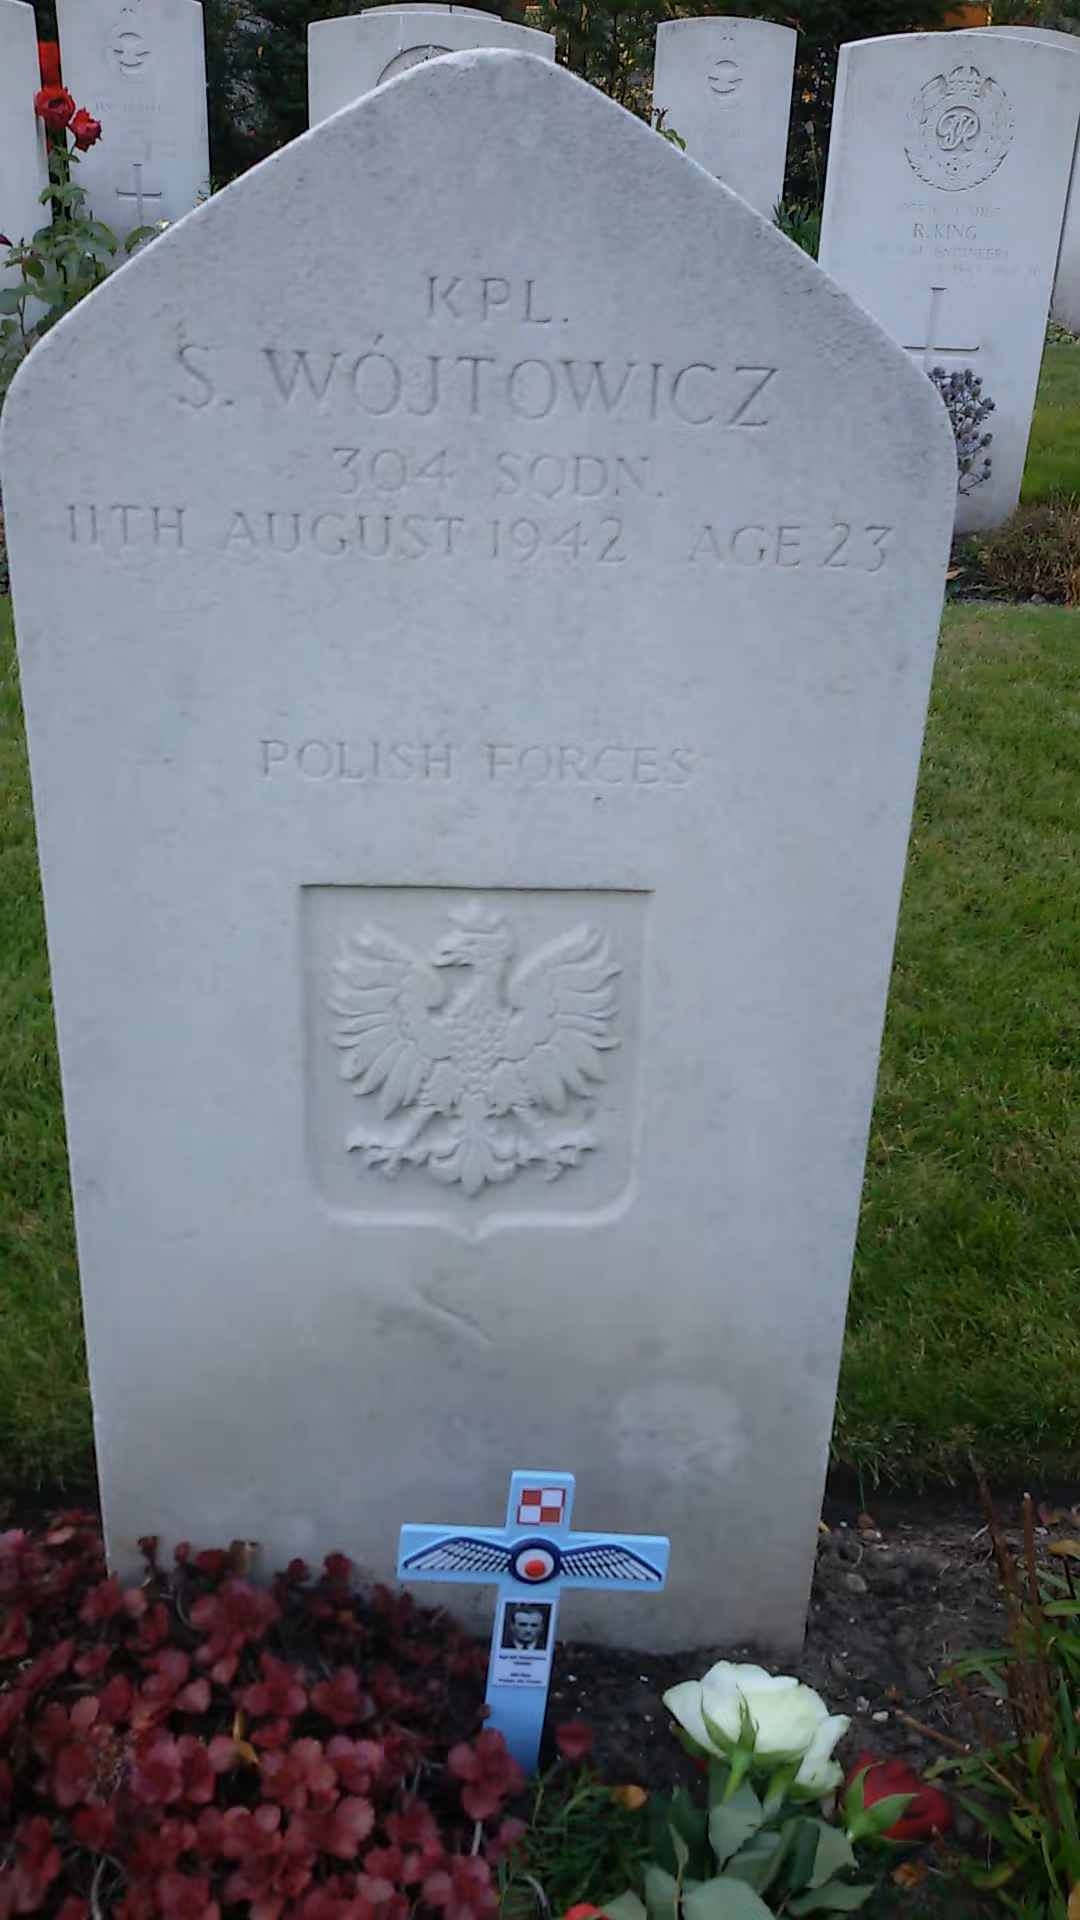 KPL.
S. WÓJTOWICZ
304 SQDN.
11TH AUGUST 1942 AGE 23
POLISH FORCES
R. KING